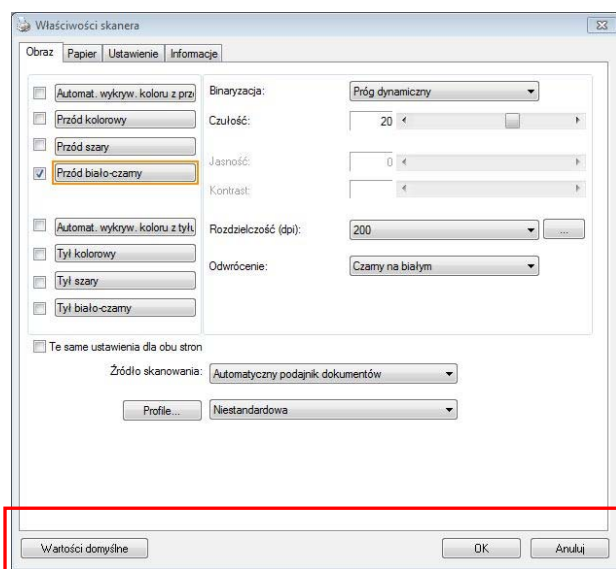 Właściwości skanera
Obraz Papier Ustawienie Informacje
Automat. wykryw. koloru z prz
Przód kolorowy
Przód szary
Przód biało-czarny
Automat. wykryw. koloru z tyłu
Tył kolorowy
Tył szary
Tył biało-czarny
Binaryzacja: Próg dynamiczny
Czułość: 20
Jasność: 0
Kontrast:
Rozdzielczość (dpi): 200 ...
Odwrócenie: Czarny na białym
Te same ustawienia dla obu stron
Źródło skanowania: Automatyczny podajnik dokumentów
Profile... Niestandardowa
Wartości domyślne OK Anuluj